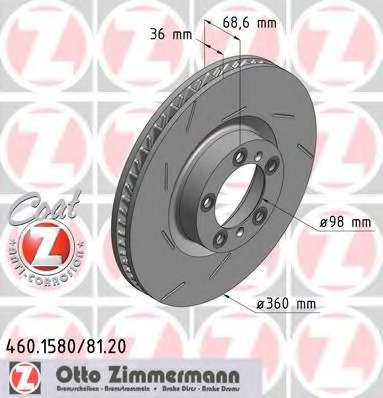 68,6 mm
36 mm
Coat
Z
ANTI-CORROSION
ø98 mm
ø360 mm
460.1580/81.20
Z
Otto Zimmermann
Bremsscheiben - Bremstrommeln • Brake Discs - Brake Drums